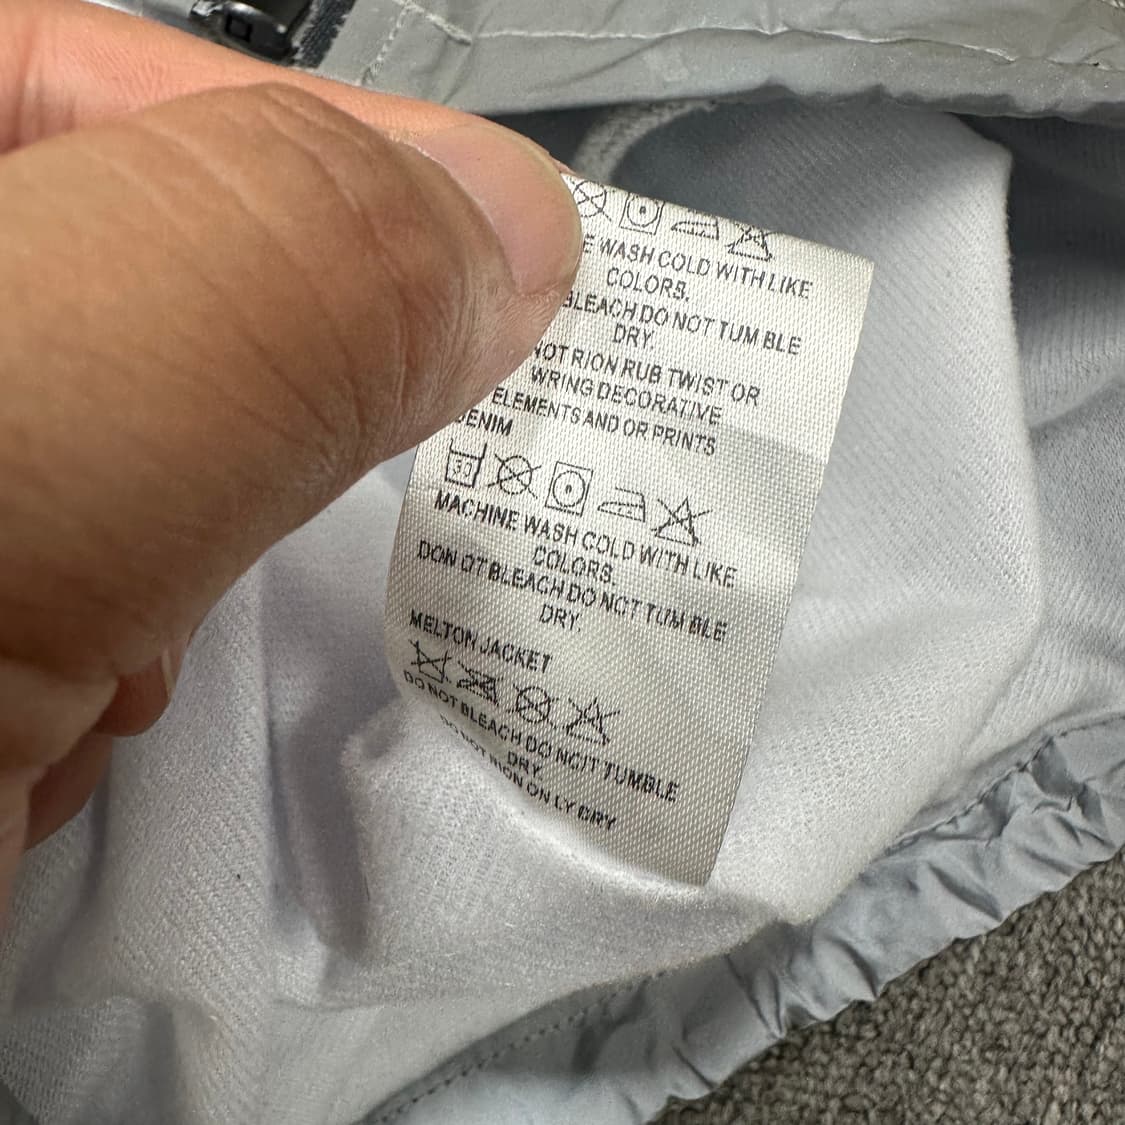 WASH COLD WITH LIKE
COLORS.
BLEACH DO NOT TUM BLE
DRY.
NOT RION RUB TWIST OR
WRING DECORATIVE
ELEMENTS AND OR PRINTS
DENIM
30
MACHINE WASH COLD WITH LIKE
COLORS.
DON OT BLEACH DO NOT TUM BLE
DRY.
MELTON JACKET
DO NOT BLEACH DO NOIT TUMBLE
DRY
DO NOT RION ON LY DRY